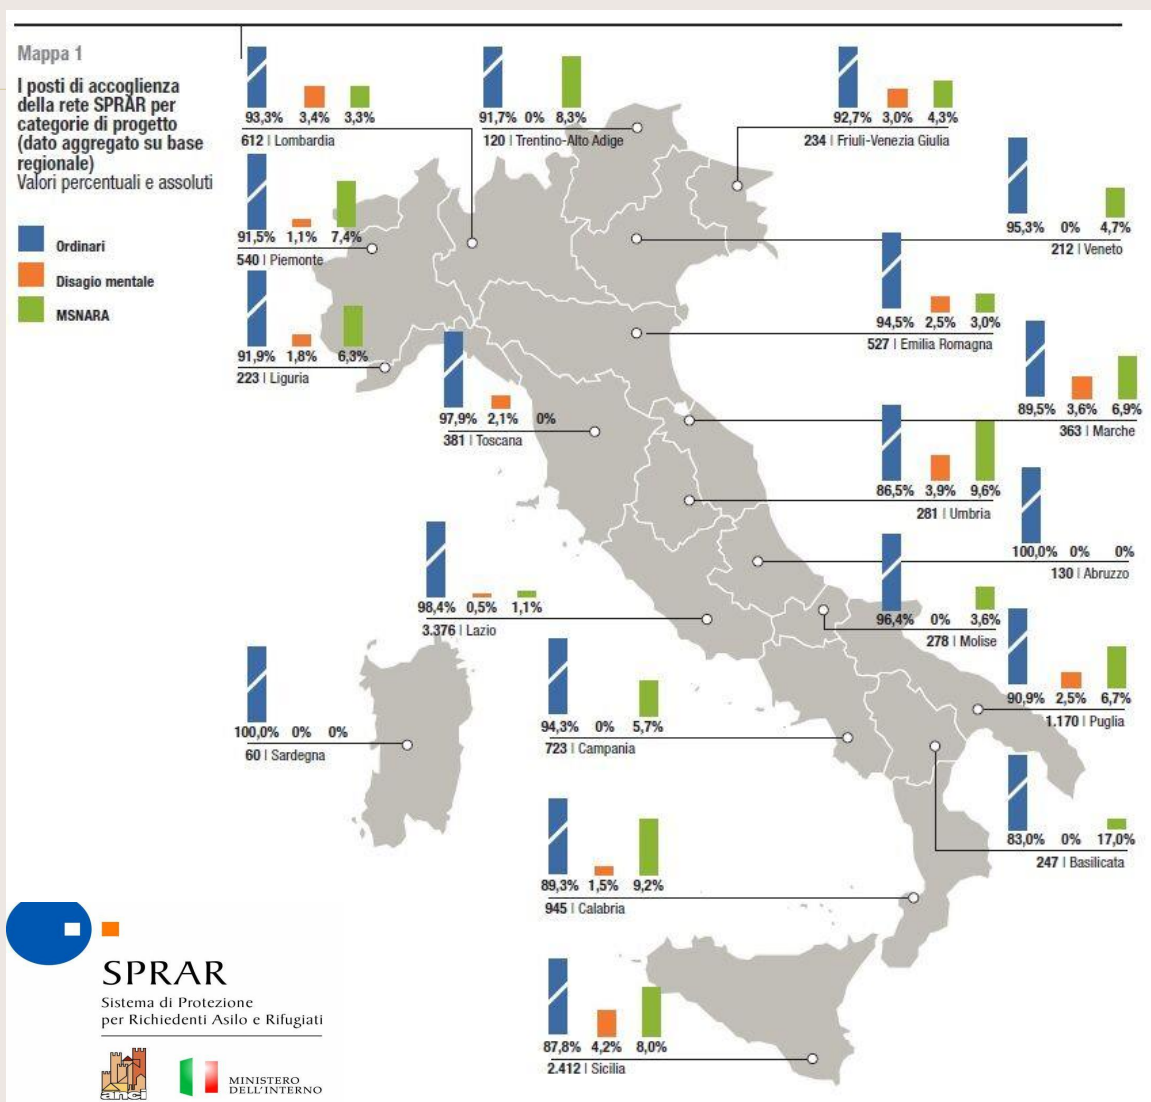 Mappa 1
I posti di accoglienza
della rete SPRAR per
categorie di progetto
(dato aggregato su base
regionale)
Valori percentuali e assoluti
Ordinari
Disagio mentale
MSNARA
93,3% 3,4% 3,3%
612 | Lombardia
91,7% 0% 8,3%
120 | Trentino-Alto Adige
92,7% 3,0% 4,3%
234 | Friuli-Venezia Giulia
95,3% 0% 4,7%
212 | Veneto
91,5% 1,1% 7,4%
540 | Piemonte
94,5% 2,5% 3,0%
527 | Emilia Romagna
91,9% 1,8% 6,3%
223 | Liguria
89,5% 3,6% 6,9%
363 | Marche
97,9% 2,1% 0%
381 | Toscana
86,5% 3,9% 9,6%
281 | Umbria
100,0% 0% 0%
130 | Abruzzo
98,4% 0,5% 1,1%
3.376 | Lazio
96,4% 0% 3,6%
278 | Molise
90,9% 2,5% 6,7%
1.170 | Puglia
100,0% 0% 0%
60 | Sardegna
94,3% 0% 5,7%
723 | Campania
83,0% 0% 17,0%
247 | Basilicata
89,3% 1,5% 9,2%
945 | Calabria
87,8% 4,2% 8,0%
2.412 | Sicilia
SPRAR
Sistema di Protezione
per Richiedenti Asilo e Rifugiati
anci
MINISTERO
DELL'INTERNO